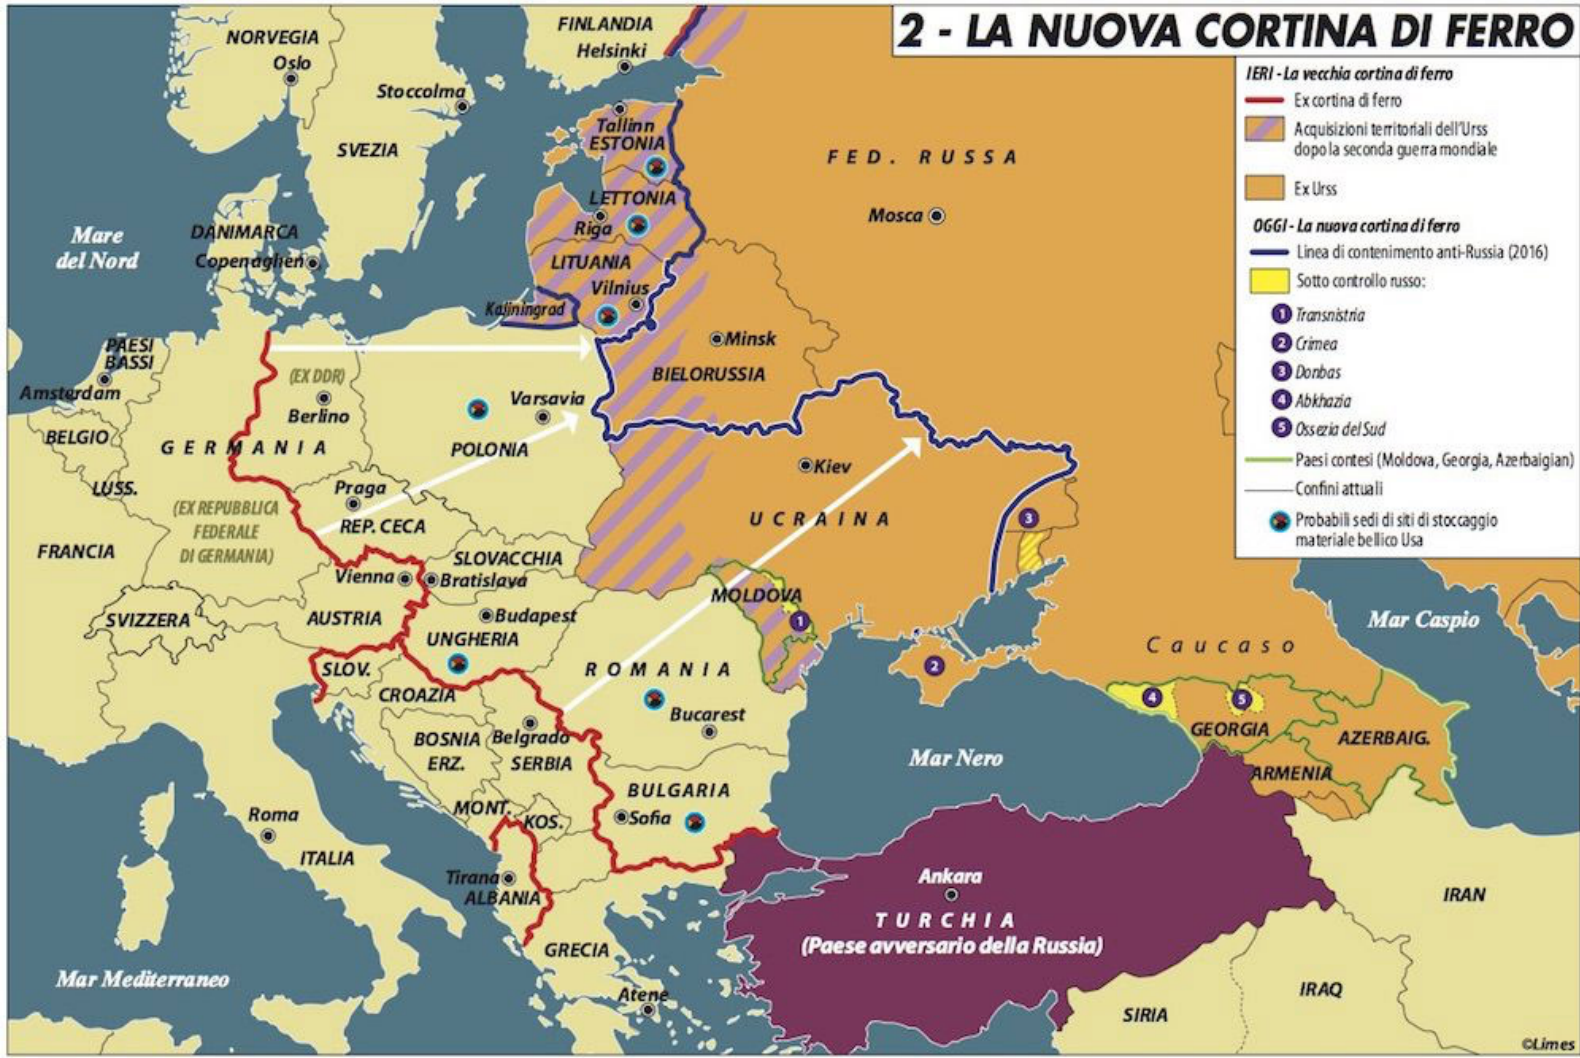 2 - LA NUOVA CORTINA DI FERRO
IERI - La vecchia cortina di ferro
Ex cortina di ferro
Acquisizioni territoriali dell'Urss
dopo la seconda guerra mondiale
Ex Urss
OGGI - La nuova cortina di ferro
Linea di contenimento anti-Russia (2016)
Sotto controllo russo:
1 Transnistria
2 Crimea
3 Donbas
4 Abkhazia
5 Ossezia del Sud
Paesi contesi (Moldova, Georgia, Azerbaigian)
Confini attuali
Probabili sedi di siti di stoccaggio
materiale bellico Usa
NORVEGIA
Oslo
FINLANDIA
Helsinki
Stoccolma
SVEZIA
Tallinn
ESTONIA
FED. RUSSA
Mosca
LETTONIA
Riga
DANIMARCA
Copenaghen
Mare
del Nord
LITUANIA
Vilnius
Kaliningrad
Minsk
BIELORUSSIA
PAESI
BASSI
Amsterdam
(EX DDR)
Berlino
Varsavia
POLONIA
BELGIO
GERMANIA
LUSS.
Praga
REP. CECA
(EX REPUBBLICA
FEDERALE
DI GERMANIA)
Kiev
UCRAINA
3
FRANCIA
SLOVACCHIA
Vienna
Bratislava
MOLDOVA
1
SVIZZERA
AUSTRIA
Budapest
UNGHERIA
Mar Caspio
Caucaso
SLOV.
CROAZIA
ROMANIA
Bucarest
2
4
5
GEORGIA
AZERBAIG.
ARMENIA
BOSNIA
ERZ.
Belgrado
SERBIA
Mar Nero
MONT.
KOS.
BULGARIA
Sofia
Roma
ITALIA
Tirana
ALBANIA
Ankara
TURCHIA
(Paese avversario della Russia)
IRAN
GRECIA
Atene
Mar Mediterraneo
SIRIA
IRAQ
©Limes